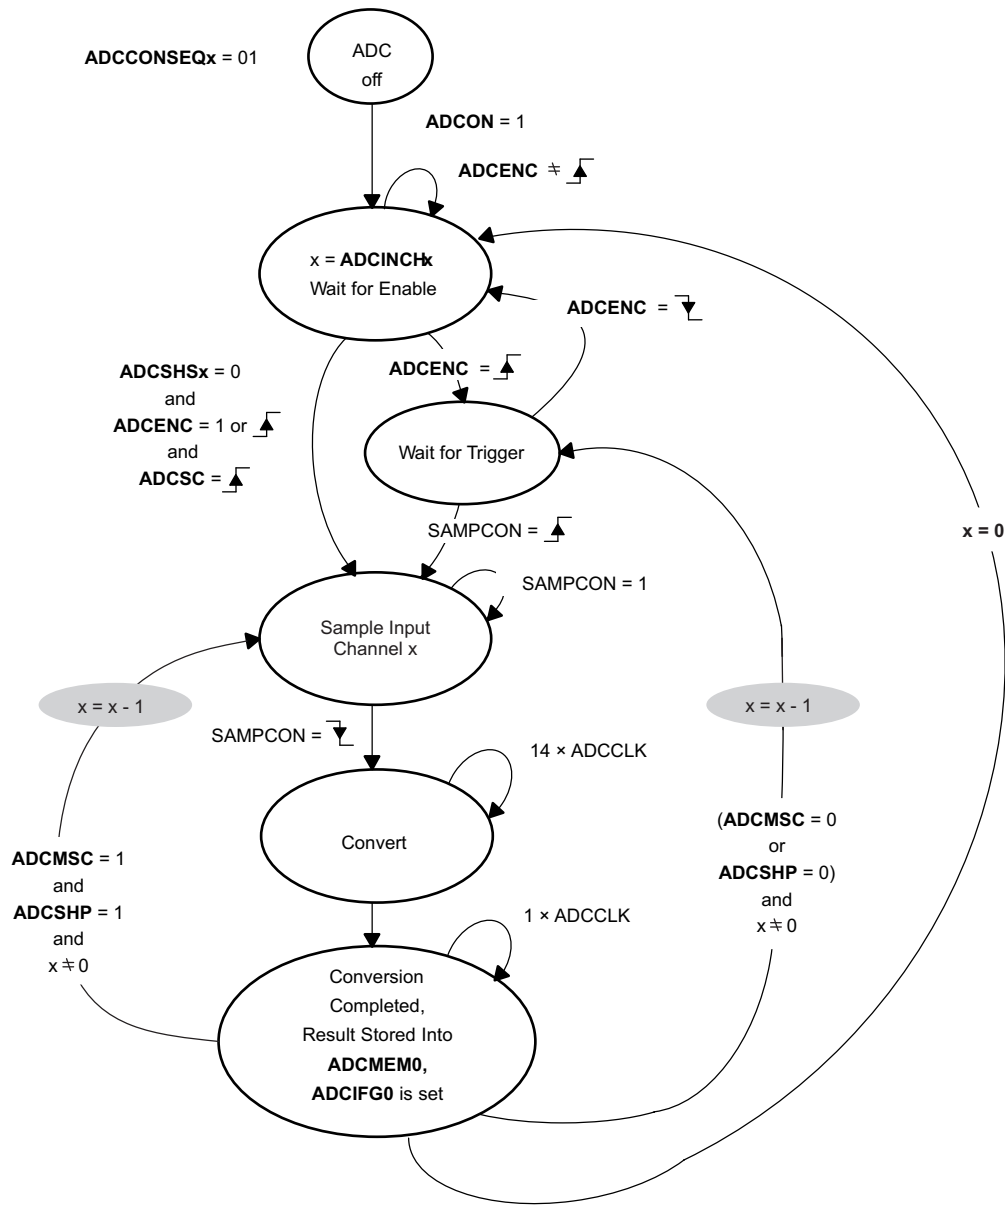 ADCCONSEQx = 01
ADC
off
ADCON = 1
ADCENC ≠
x = ADCINCHx
Wait for Enable
ADCENC =
ADCSHSx = 0
and
ADCENC = 1 or
and
ADCSC =
ADCENC =
Wait for Trigger
SAMPCON =
x = 0
SAMPCON = 1
Sample Input
Channel x
x = x - 1
x = x - 1
SAMPCON =
14 × ADCCLK
Convert
(ADCMSC = 0
or
ADCSHP = 0)
and
x ≠ 0
ADCMSC = 1
and
ADCSHP = 1
and
x ≠ 0
1 × ADCCLK
Conversion
Completed,
Result Stored Into
ADCMEM0,
ADCIFG0 is set